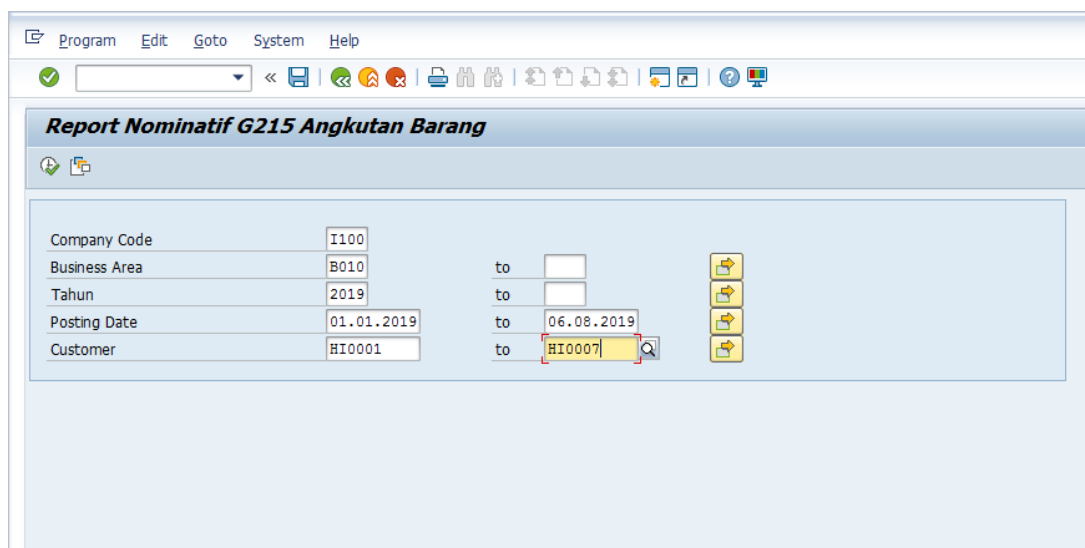 Program Edit Goto System Help
Report Nominatif G215 Angkutan Barang
Company Code I100
Business Area B010 to
Tahun 2019 to
Posting Date 01.01.2019 to 06.08.2019
Customer HI0001 to HI0007